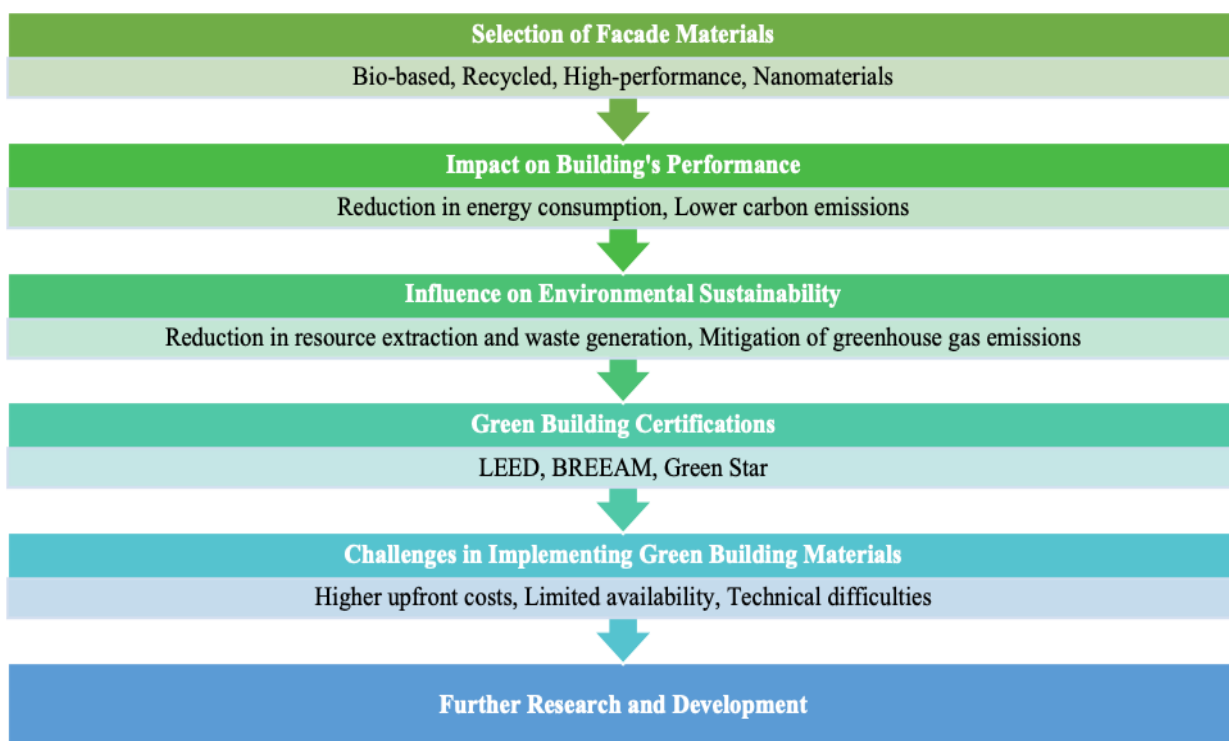 Selection of Facade Materials
Bio-based, Recycled, High-performance, Nanomaterials
Impact on Building's Performance
Reduction in energy consumption, Lower carbon emissions
Influence on Environmental Sustainability
Reduction in resource extraction and waste generation, Mitigation of greenhouse gas emissions
Green Building Certifications
LEED, BREEAM, Green Star
Challenges in Implementing Green Building Materials
Higher upfront costs, Limited availability, Technical difficulties
Further Research and Development